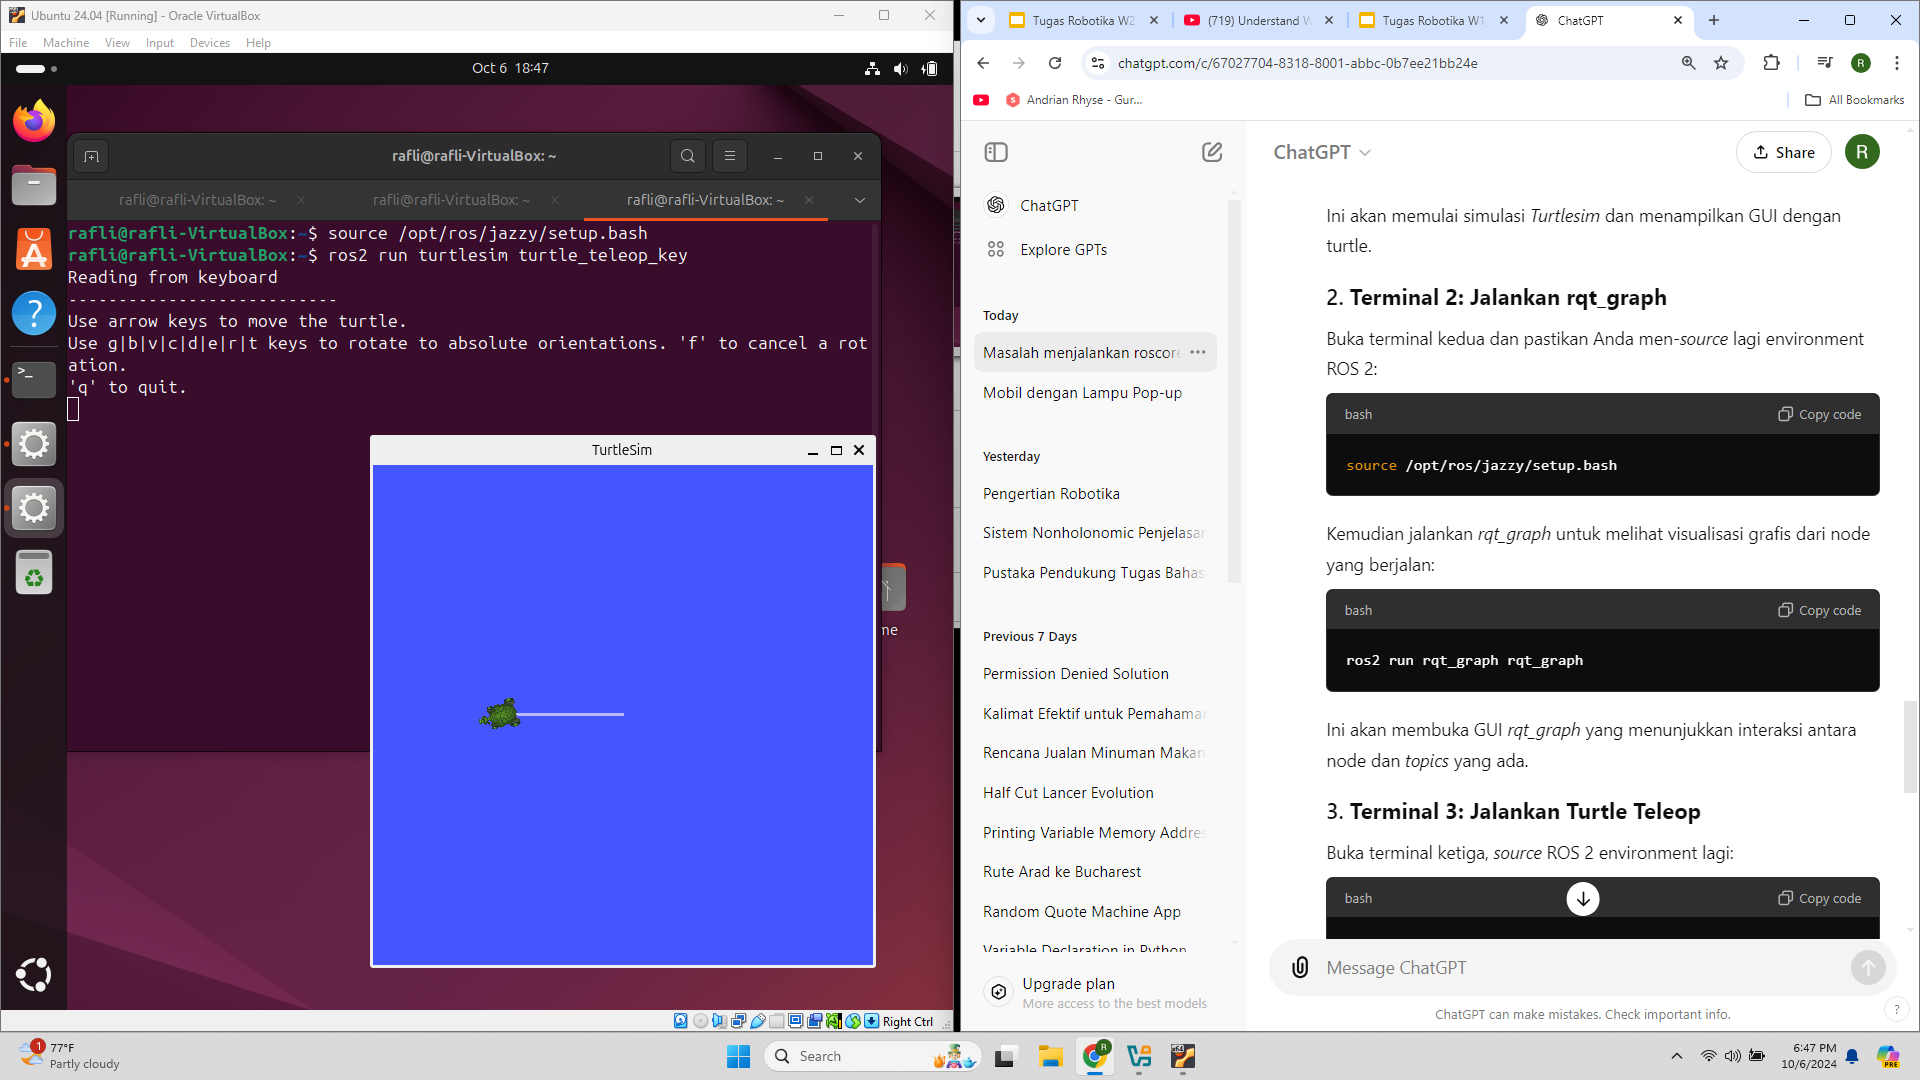 Ubuntu 24.04 [Running] - Oracle VirtualBox
File Machine View Input Devices Help
Oct 6 18:47
rafli@rafli-VirtualBox: ~
rafli@rafli-VirtualBox: ~
rafli@rafli-VirtualBox: ~
rafli@rafli-VirtualBox: ~
rafli@rafli-VirtualBox:~$ source /opt/ros/jazzy/setup.bash
rafli@rafli-VirtualBox:~$ ros2 run turtlesim turtle_teleop_key
Reading from keyboard
---------------------------
Use arrow keys to move the turtle.
Use g|b|v|c|d|e|r|t keys to rotate to absolute orientations. 'f' to cancel a rot
ation.
'q' to quit.
TurtleSim
me
Right Ctrl
Tugas Robotika W2
(719) Understand W
Tugas Robotika W1
ChatGPT
chatgpt.com/c/67027704-8318-8001-abbc-0b7ee21bb24e
R
Andrian Rhyse - Gur...
All Bookmarks
ChatGPT
Share
R
ChatGPT
Explore GPTs
Today
Masalah menjalankan roscore
Mobil dengan Lampu Pop-up
Yesterday
Pengertian Robotika
Sistem Nonholonomic Penjelasan
Pustaka Pendukung Tugas Bahas
Previous 7 Days
Permission Denied Solution
Kalimat Efektif untuk Pemahaman
Rencana Jualan Minuman Makan
Half Cut Lancer Evolution
Printing Variable Memory Addres
Rute Arad ke Bucharest
Random Quote Machine App
Variable Declaration in Python
Upgrade plan
More access to the best models
Ini akan memulai simulasi Turtlesim dan menampilkan GUI dengan
turtle.
2. Terminal 2: Jalankan rqt_graph
Buka terminal kedua dan pastikan Anda men-source lagi environment
ROS 2:
bash
Copy code
source /opt/ros/jazzy/setup.bash
Kemudian jalankan rqt_graph untuk melihat visualisasi grafis dari node
yang berjalan:
bash
Copy code
ros2 run rqt_graph rqt_graph
Ini akan membuka GUI rqt_graph yang menunjukkan interaksi antara
node dan topics yang ada.
3. Terminal 3: Jalankan Turtle Teleop
Buka terminal ketiga, source ROS 2 environment lagi:
bash
Copy code
Message ChatGPT
ChatGPT can make mistakes. Check important info.
?
1
77°F
Partly cloudy
Search
6:47 PM
10/6/2024